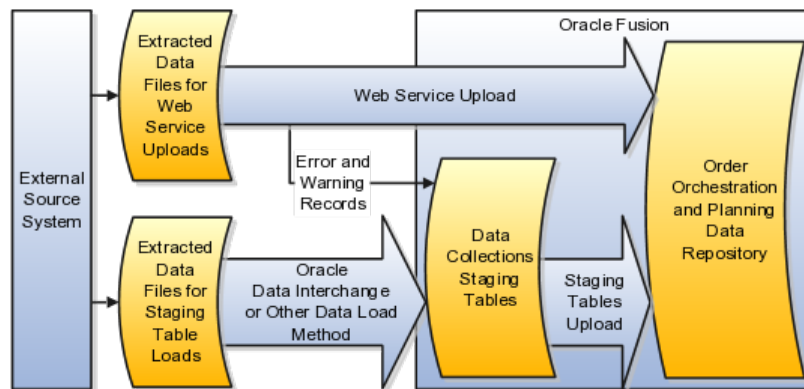 Oracle Fusion
Extracted
Data
Files for
Web
Service
Uploads
Web Service Upload
External
Source
System
Error and
Warning
Records
Order
Orchestration
and Planning
Data
Repository
Extracted
Data
Files for
Staging
Table
Loads
Oracle
Data Interchange
or Other Data Load
Method
Data
Collections
Staging
Tables
Staging
Tables
Upload